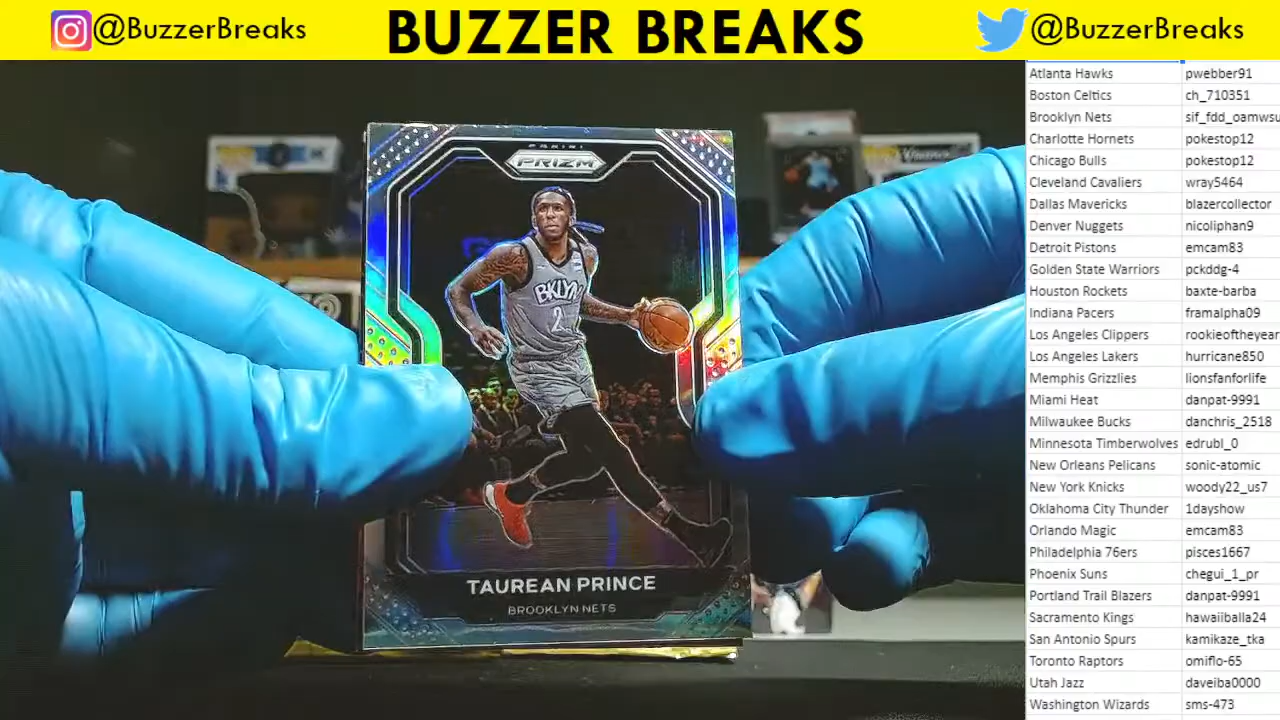 @BuzzerBreaks
BUZZER BREAKS
@BuzzerBreaks
PANINI
PRIZM
BKLYN
2
TAUREAN PRINCE
BROOKLYN NETS
Atlanta Hawks pwebber91
Boston Celtics ch_710351
Brooklyn Nets sif_fdd_oamwsu
Charlotte Hornets pokestop12
Chicago Bulls pokestop12
Cleveland Cavaliers wray5464
Dallas Mavericks blazercollector
Denver Nuggets nicoliphan9
Detroit Pistons emcam83
Golden State Warriors pckddg-4
Houston Rockets baxte-barba
Indiana Pacers framalpha09
Los Angeles Clippers rookieoftheyear
Los Angeles Lakers hurricane850
Memphis Grizzlies lionsfanforlife
Miami Heat danpat-9991
Milwaukee Bucks danchris_2518
Minnesota Timberwolves edrubl_0
New Orleans Pelicans sonic-atomic
New York Knicks woody22_us7
Oklahoma City Thunder 1dayshow
Orlando Magic emcam83
Philadelphia 76ers pisces1667
Phoenix Suns chegui_1_pr
Portland Trail Blazers danpat-9991
Sacramento Kings hawaiiballa24
San Antonio Spurs kamikaze_tka
Toronto Raptors omiflo-65
Utah Jazz daveiba0000
Washington Wizards sms-473